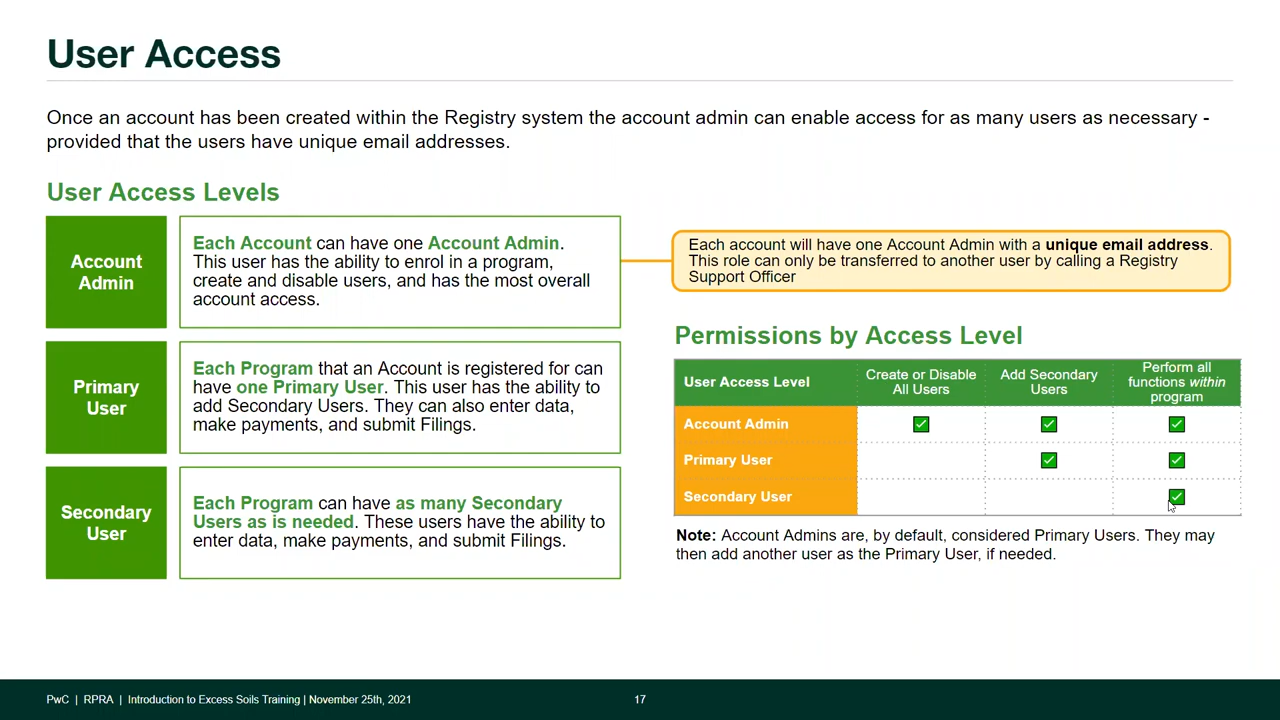 User Access
Once an account has been created within the Registry system the account admin can enable access for as many users as necessary -
provided that the users have unique email addresses.
User Access Levels
Account
Admin
Each Account can have one Account Admin.
This user has the ability to enrol in a program,
create and disable users, and has the most overall
account access.
Primary
User
Each Program that an Account is registered for can
have one Primary User. This user has the ability to
add Secondary Users. They can also enter data,
make payments, and submit Filings.
Secondary
User
Each Program can have as many Secondary
Users as is needed. These users have the ability to
enter data, make payments, and submit Filings.
Each account will have one Account Admin with a unique email address.
This role can only be transferred to another user by calling a Registry
Support Officer
Permissions by Access Level
User Access Level
Create or Disable
All Users
Add Secondary
Users
Perform all
functions within
program
Account Admin
Primary User
Secondary User
Note: Account Admins are, by default, considered Primary Users. They may
then add another user as the Primary User, if needed.
PwC | RPRA | Introduction to Excess Soils Training | November 25th, 2021
17